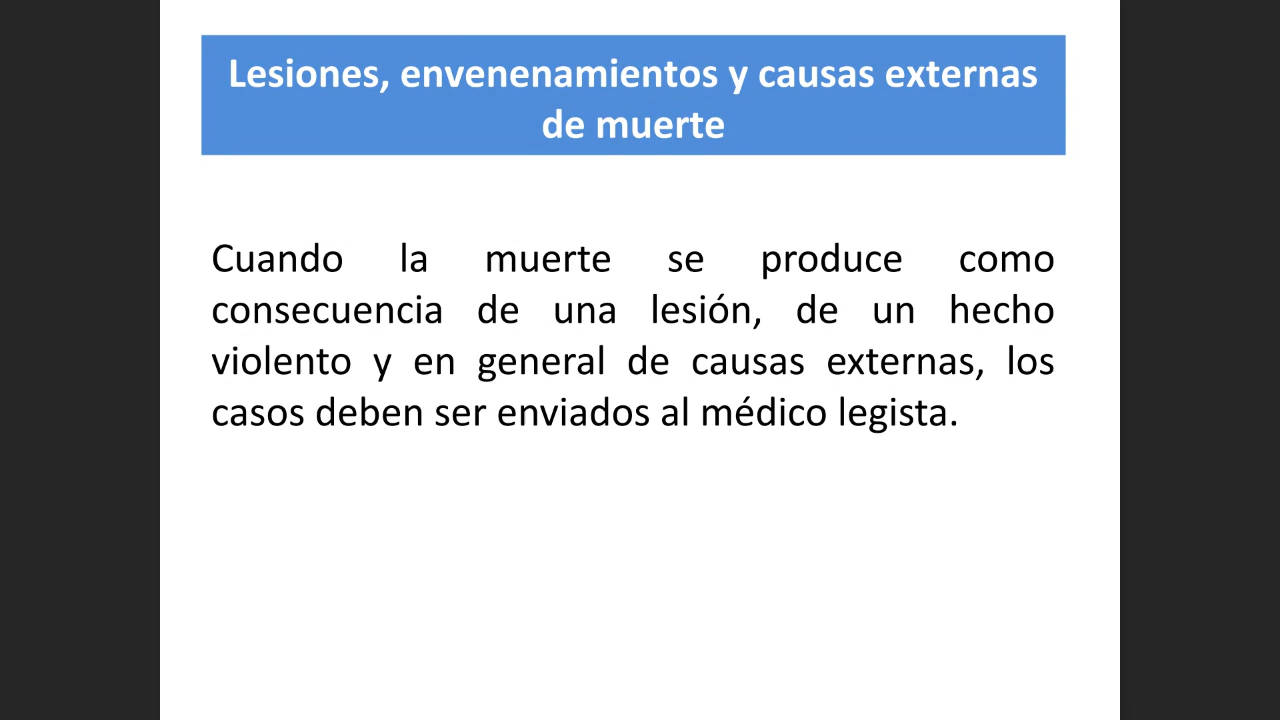 Lesiones, envenenamientos y causas externas
de muerte
Cuando la muerte se produce como
consecuencia de una lesión, de un hecho
violento y en general de causas externas, los
casos deben ser enviados al médico legista.